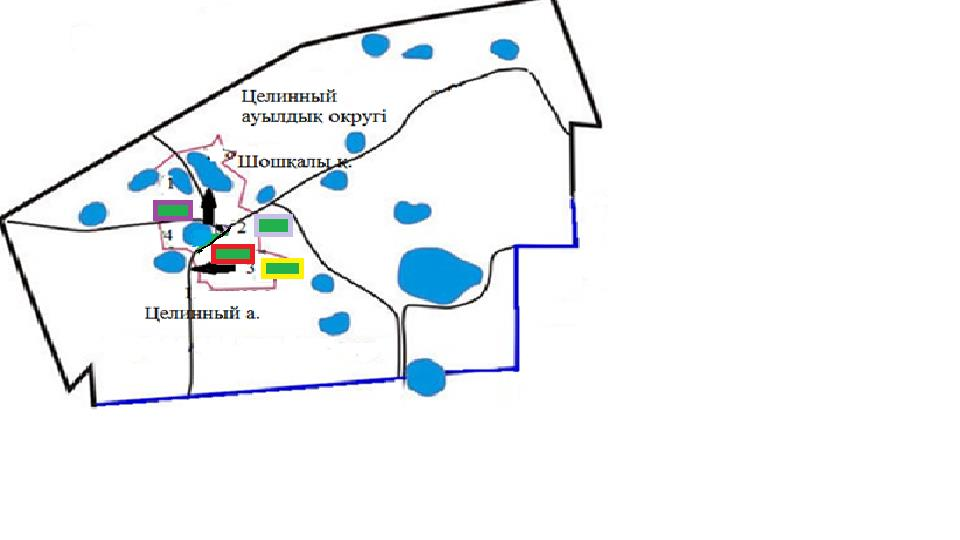 Целинный
ауылдық округі
Шошқалы к.
1
2
4
3
Целинный а.